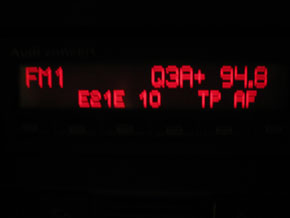 FM1 Q3A+ 94.8
E21E 10 TP AF